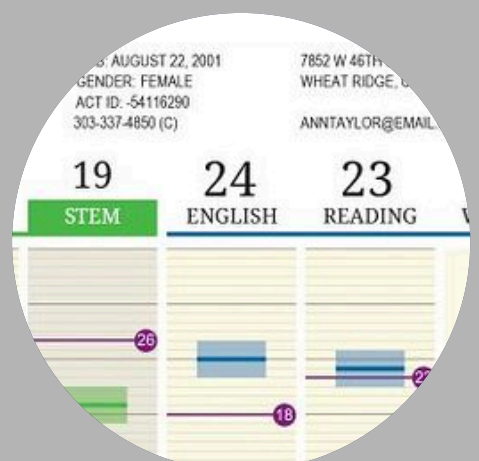 AUGUST 22, 2001
GENDER: FEMALE
ACT ID: -54116290
303-337-4850 (C)
7852 W 46TH
WHEAT RIDGE,
ANNTAYLOR@EMAIL
19
STEM
24
ENGLISH
23
READING
26
18